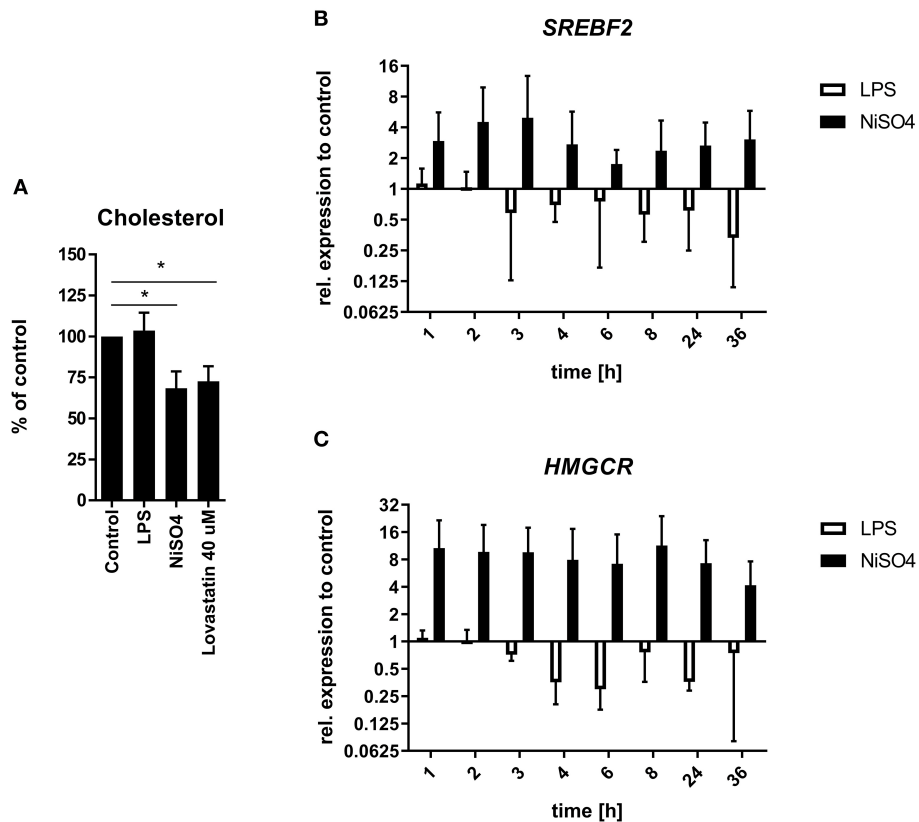 A
Cholesterol
% of control
150
125
100
75
50
25
0
*
*
Control
LPS
NiSO4
Lovastatin 40 uM
B
SREBF2
rel. expression to control
16
8
4
2
1
0.5
0.25
0.125
0.0625
1 2 3 4 6 8 24 36
time [h]
LPS
NiSO4
C
HMGCR
rel. expression to control
32
16
8
4
2
1
0.5
0.25
0.125
0.0625
1 2 3 4 6 8 24 36
time [h]
LPS
NiSO4